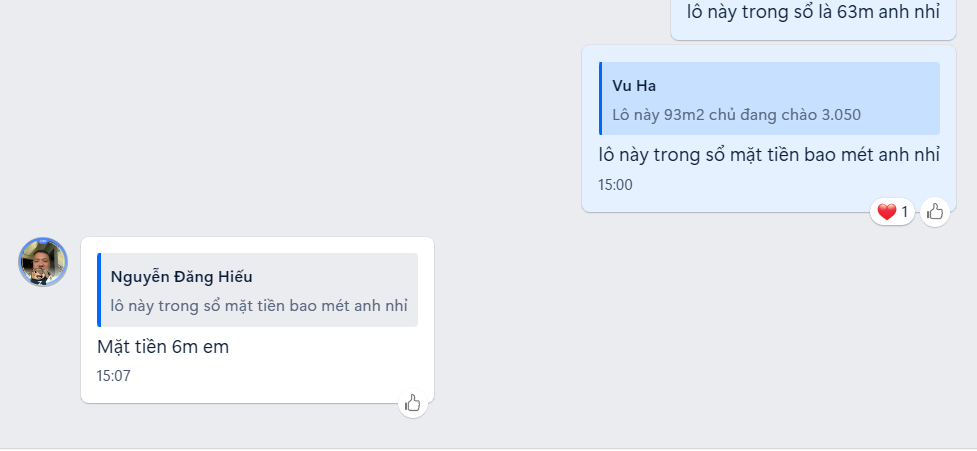 lô này trong sổ là 63m anh nhỉ
Vu Ha
Lô này 93m2 chủ đang chào 3.050
lô này trong sổ mặt tiền bao mét anh nhỉ
15:00
1
Nguyễn Đăng Hiếu
lô này trong sổ mặt tiền bao mét anh nhỉ
Mặt tiền 6m em
15:07